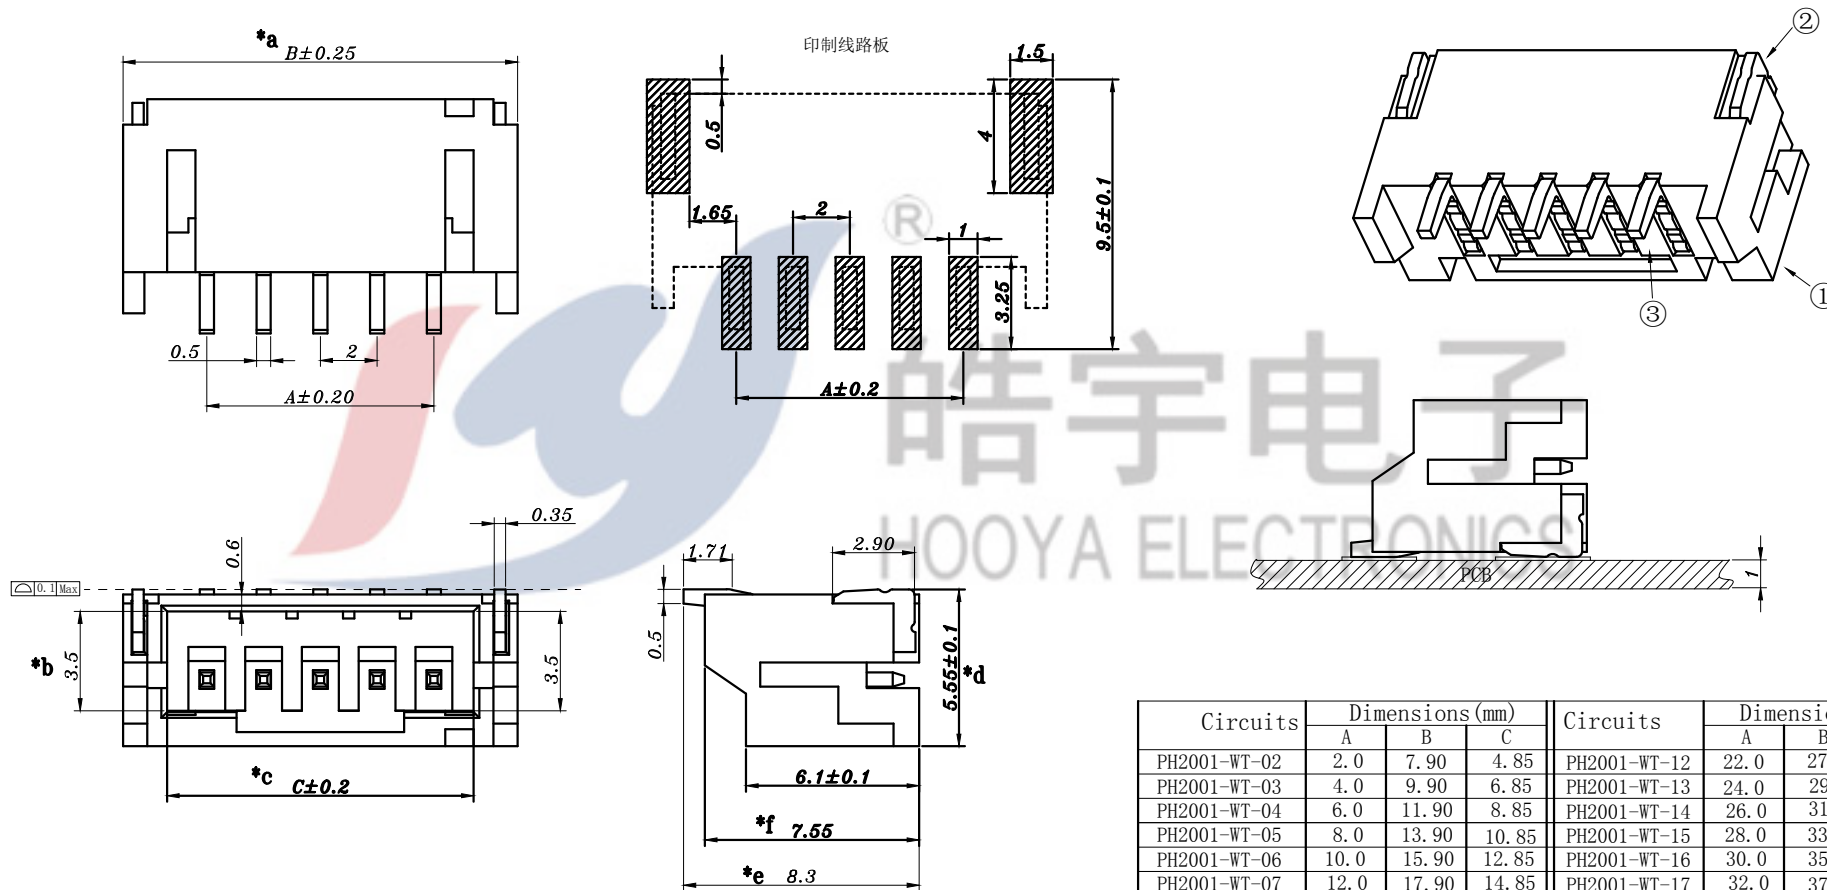 *a
B±0.25
0.5
2
A±0.20
印制线路板
1.5
0.5
4
1.65
2
1
9.5±0.1
3.25
A±0.2
②
①
③
®
皓宇电子
HOOYA ELECTRONICS
PCB
1
0.35
0.6
0.1 Max
*b
3.5
3.5
*c
C±0.2
1.71
2.90
0.5
5.55±0.1
*d
6.1±0.1
*f 7.55
*e 8.3
Circuits Dimensions(mm) Circuits
A B C A
PH2001-WT-02 2.0 7.90 4.85 PH2001-WT-12 22.0
PH2001-WT-03 4.0 9.90 6.85 PH2001-WT-13 24.0
PH2001-WT-04 6.0 11.90 8.85 PH2001-WT-14 26.0
PH2001-WT-05 8.0 13.90 10.85 PH2001-WT-15 28.0
PH2001-WT-06 10.0 15.90 12.85 PH2001-WT-16 30.0
PH2001-WT-07 12.0 17.90 14.85 PH2001-WT-17 32.0